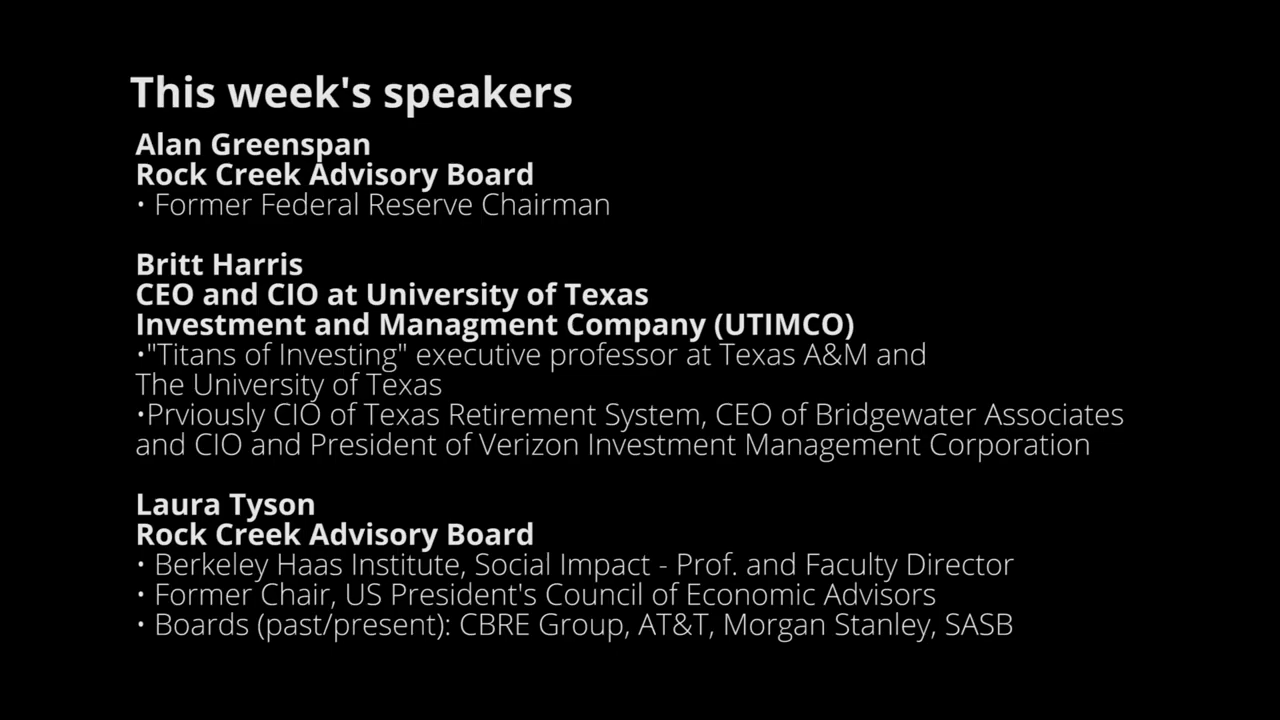 This week's speakers
Alan Greenspan
Rock Creek Advisory Board
• Former Federal Reserve Chairman
Britt Harris
CEO and CIO at University of Texas
Investment and Managment Company (UTIMCO)
•"Titans of Investing" executive professor at Texas A&M and
The University of Texas
•Prviously CIO of Texas Retirement System, CEO of Bridgewater Associates
and CIO and President of Verizon Investment Management Corporation
Laura Tyson
Rock Creek Advisory Board
• Berkeley Haas Institute, Social Impact - Prof. and Faculty Director
• Former Chair, US President's Council of Economic Advisors
• Boards (past/present): CBRE Group, AT&T, Morgan Stanley, SASB